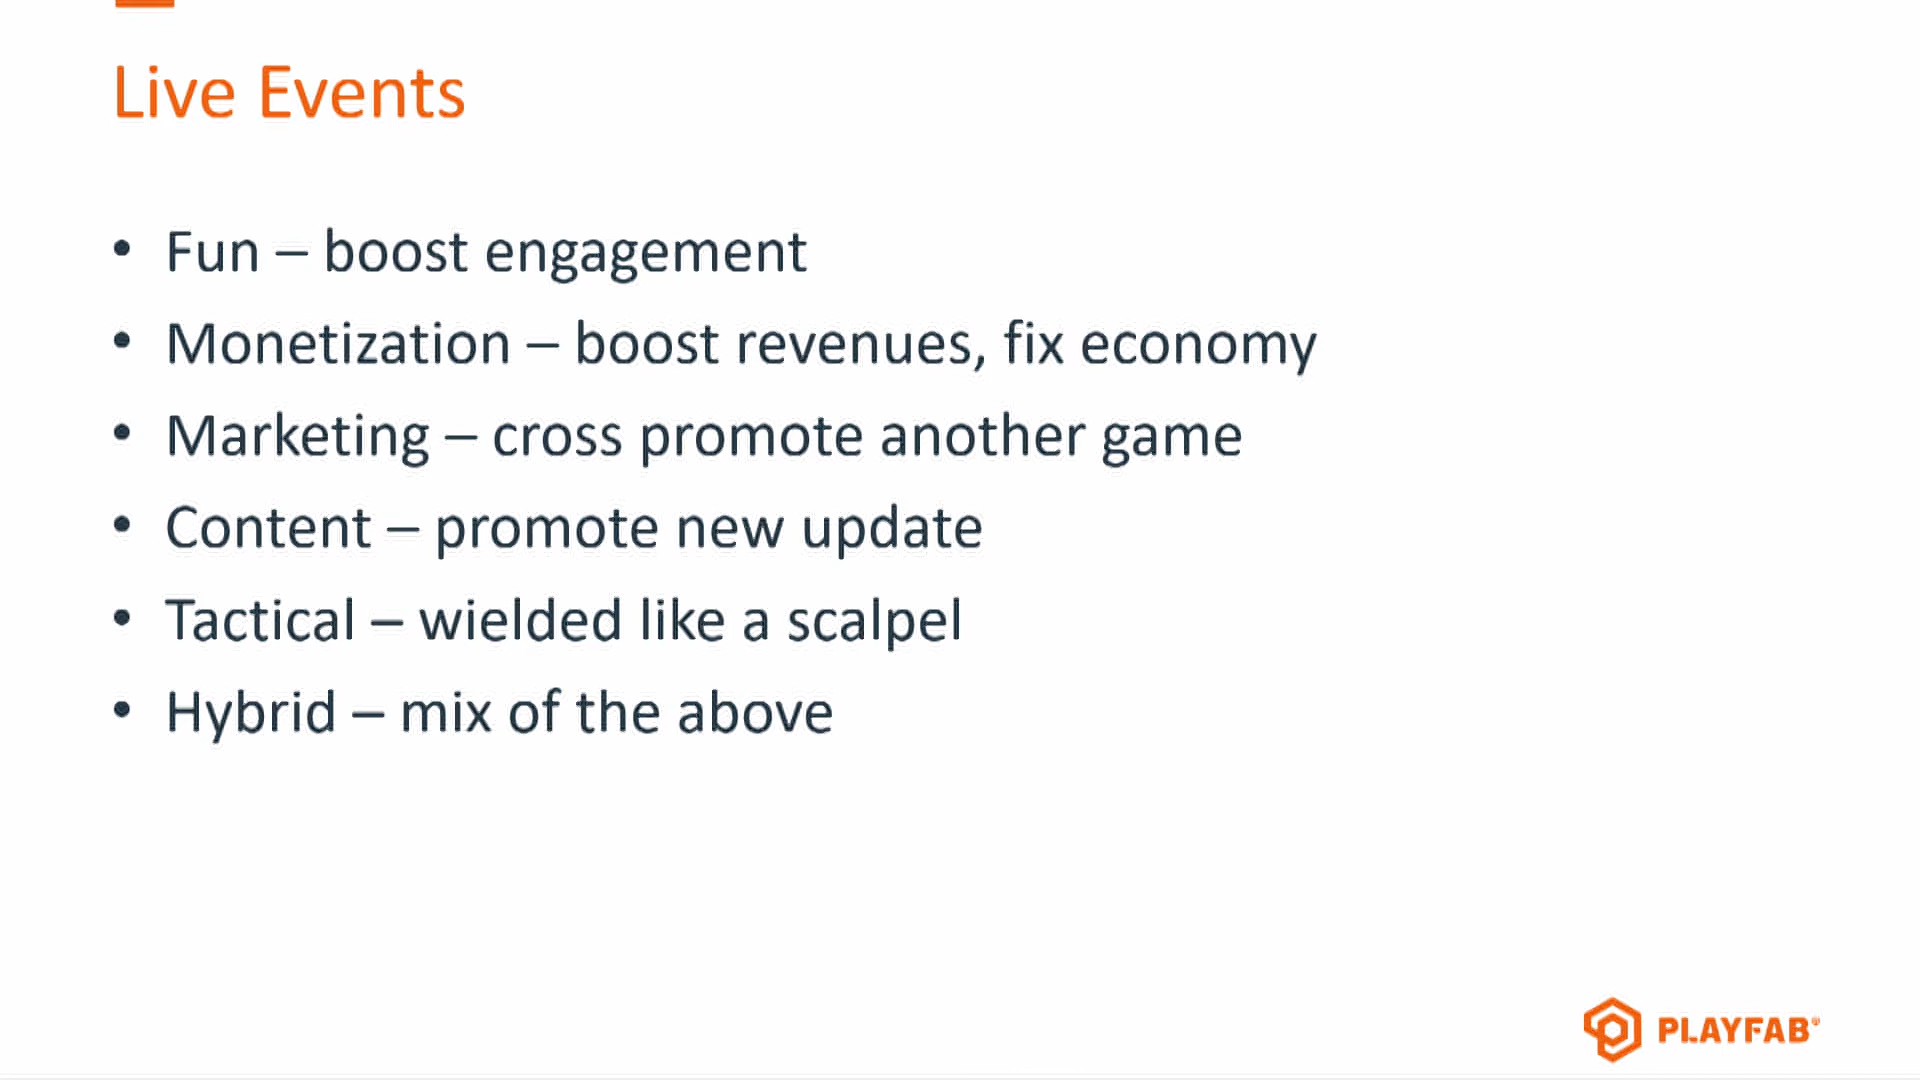 Live Events
• Fun – boost engagement
• Monetization – boost revenues, fix economy
• Marketing – cross promote another game
• Content – promote new update
• Tactical – wielded like a scalpel
• Hybrid – mix of the above
PLAYFAB®